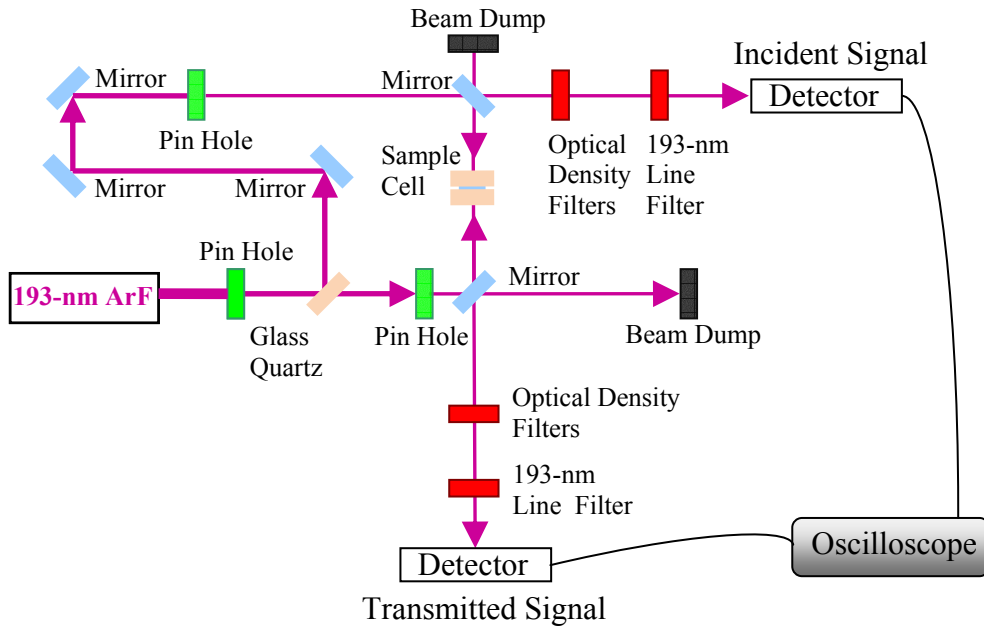 Beam Dump
Incident Signal
Mirror
Mirror
Detector
Pin Hole
Optical
Density
Filters
193-nm
Line
Filter
Sample
Cell
Mirror
Mirror
Pin Hole
Mirror
193-nm ArF
Glass
Quartz
Pin Hole
Beam Dump
Optical Density
Filters
193-nm
Line Filter
Oscilloscope
Detector
Transmitted Signal